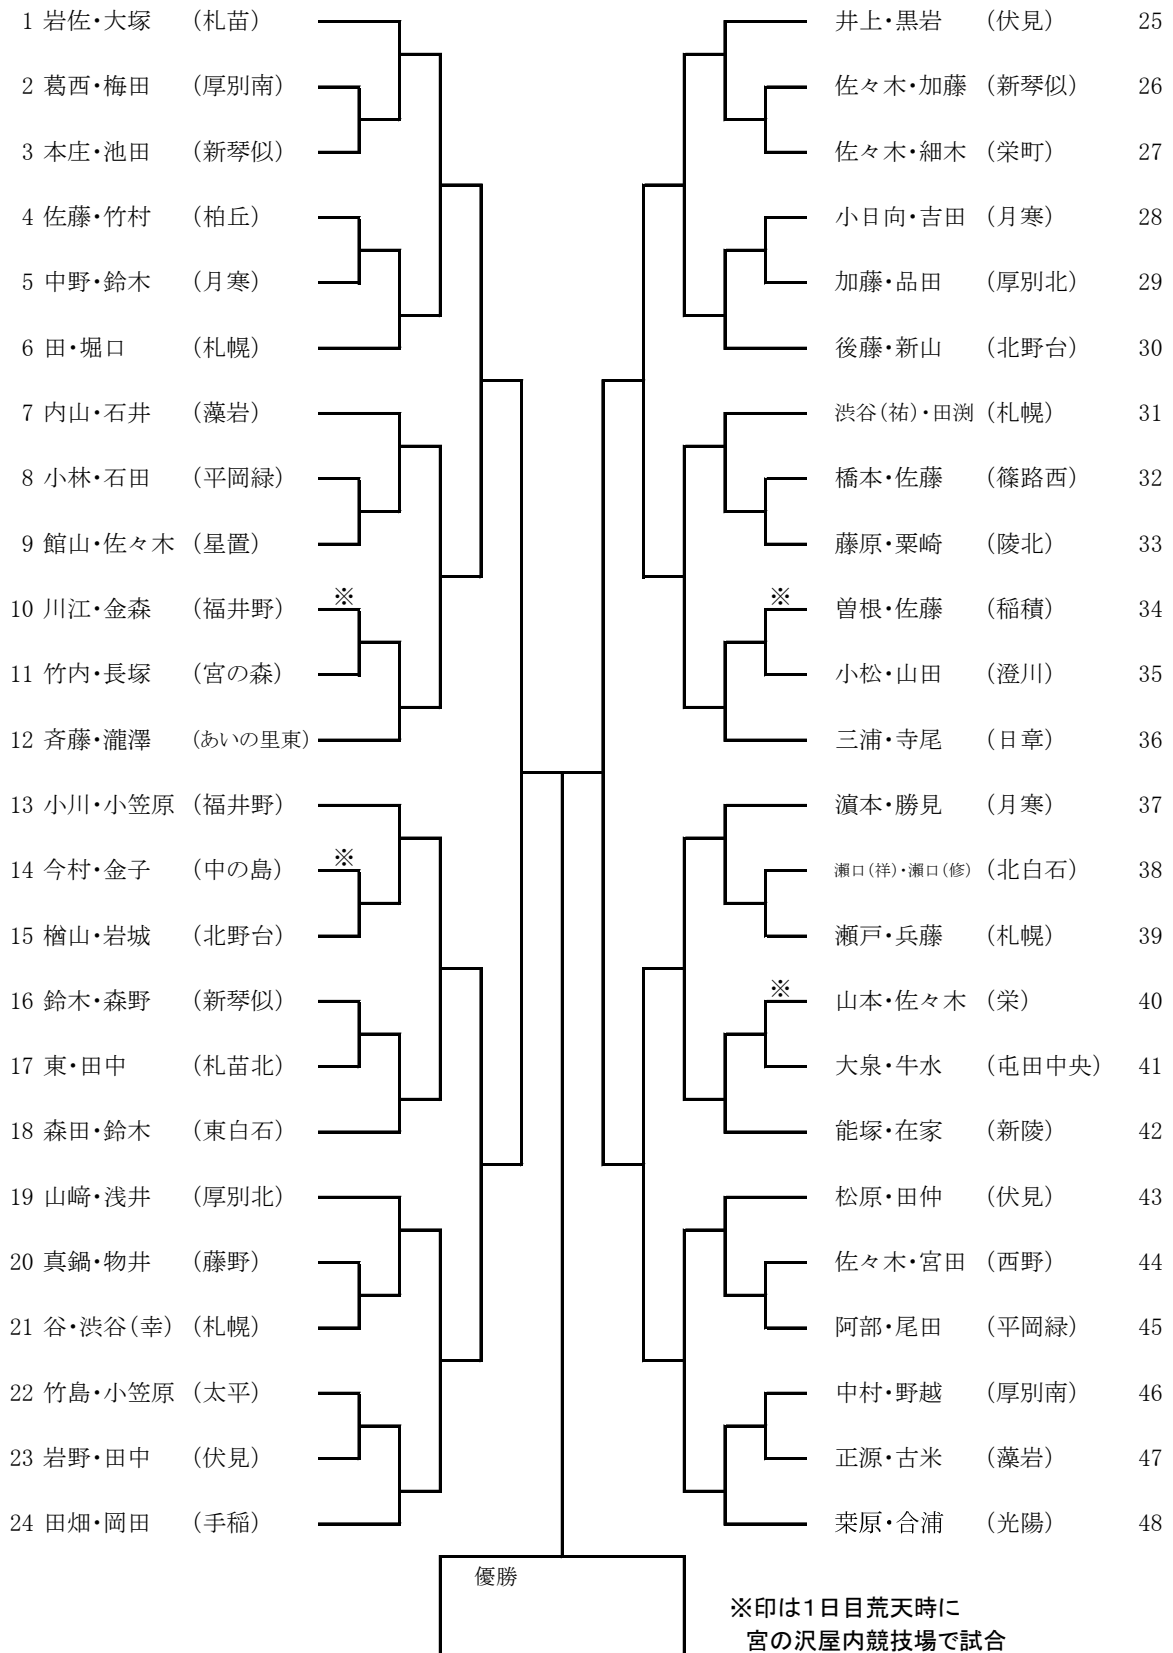 1 岩佐・大塚 （札苗）
2 葛西・梅田 （厚別南）
3 本庄・池田 （新琴似）
4 佐藤・竹村 （柏丘）
5 中野・鈴木 （月寒）
6 田・堀口 （札幌）
7 内山・石井 （藻岩）
8 小林・石田 （平岡緑）
9 館山・佐々木 （星置）
※
10 川江・金森 （福井野）
11 竹内・長塚 （宮の森）
12 斉藤・瀧澤 （あいの里東）
13 小川・小笠原 （福井野）
※
14 今村・金子 （中の島）
15 楢山・岩城 （北野台）
16 鈴木・森野 （新琴似）
17 東・田中 （札苗北）
18 森田・鈴木 （東白石）
19 山﨑・浅井 （厚別北）
20 真鍋・物井 （藤野）
21 谷・渋谷（幸） （札幌）
22 竹島・小笠原 （太平）
23 岩野・田中 （伏見）
24 田畑・岡田 （手稲）
井上・黒岩 （伏見） 25
佐々木・加藤 （新琴似） 26
佐々木・細木 （栄町） 27
小日向・吉田 （月寒） 28
加藤・品田 （厚別北） 29
後藤・新山 （北野台） 30
渋谷（祐）・田渕 （札幌） 31
橋本・佐藤 （篠路西） 32
藤原・栗崎 （陵北） 33
※
曽根・佐藤 （稲積） 34
小松・山田 （澄川） 35
三浦・寺尾 （日章） 36
濵本・勝見 （月寒） 37
瀬口（祥）・瀬口（修） （北白石） 38
瀬戸・兵藤 （札幌） 39
※
山本・佐々木 （栄） 40
大泉・牛水 （屯田中央） 41
能塚・在家 （新陵） 42
松原・田仲 （伏見） 43
佐々木・宮田 （西野） 44
阿部・尾田 （平岡緑） 45
中村・野越 （厚別南） 46
正源・古米 （藻岩） 47
栞原・合浦 （光陽） 48
優勝
※印は1日目荒天時に
宮の沢屋内競技場で試合